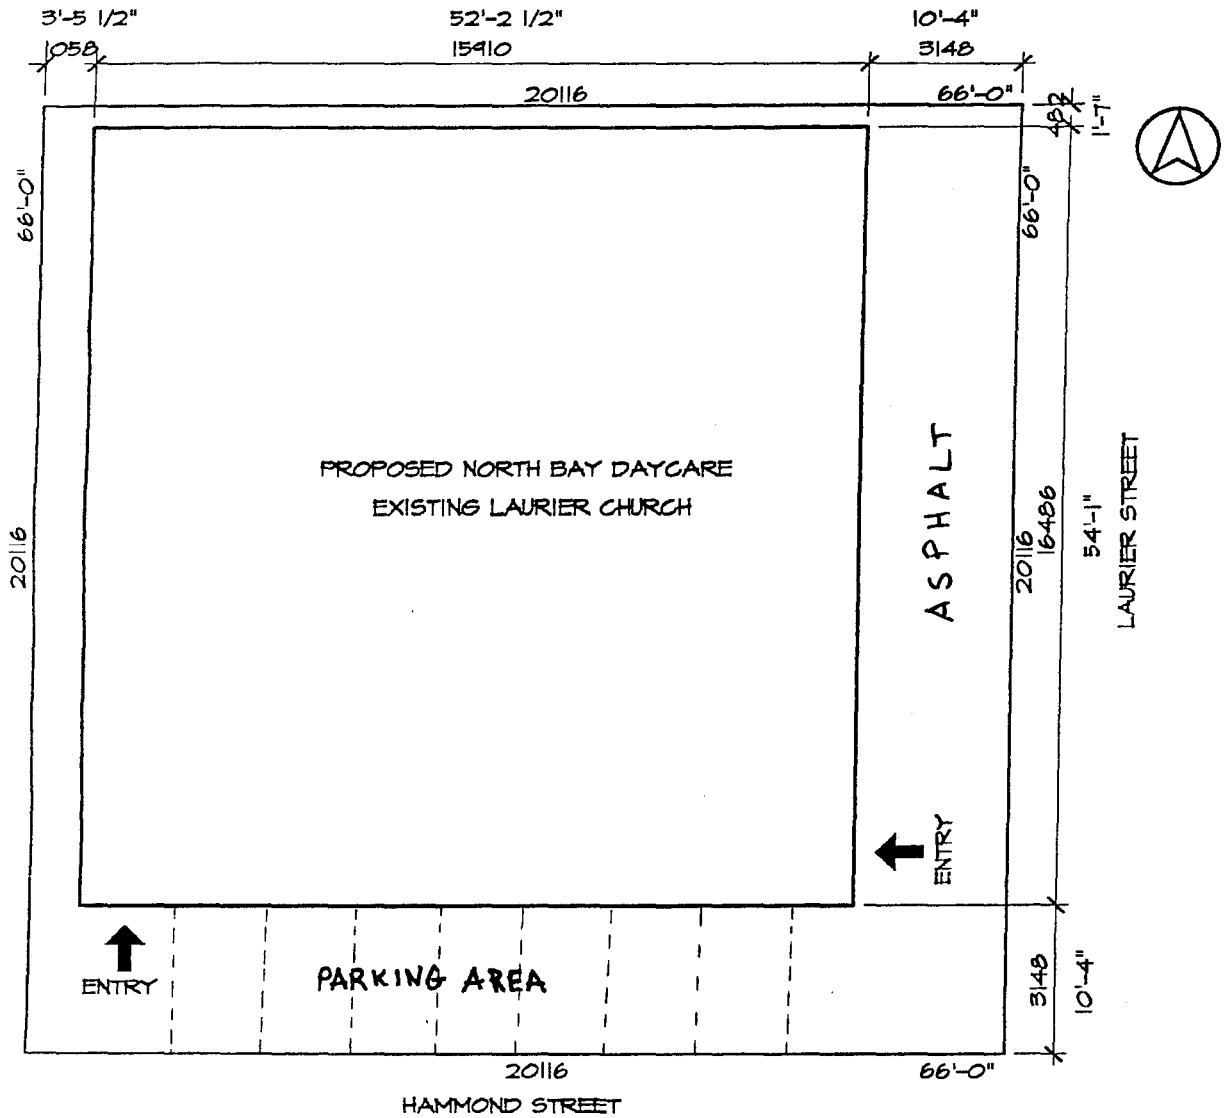 3'-5 1/2" 52'-2 1/2" 10'-4"
1058 15910 3148
20116 66'-0"
482
1'-7"
66'-0"
66'-0"
PROPOSED NORTH BAY DAYCARE
EXISTING LAURIER CHURCH
ASPHALT
20116
20116
16486
54'-1"
LAURIER STREET
ENTRY
ENTRY
PARKING AREA
3148
10'-4"
20116 66'-0"
HAMMOND STREET